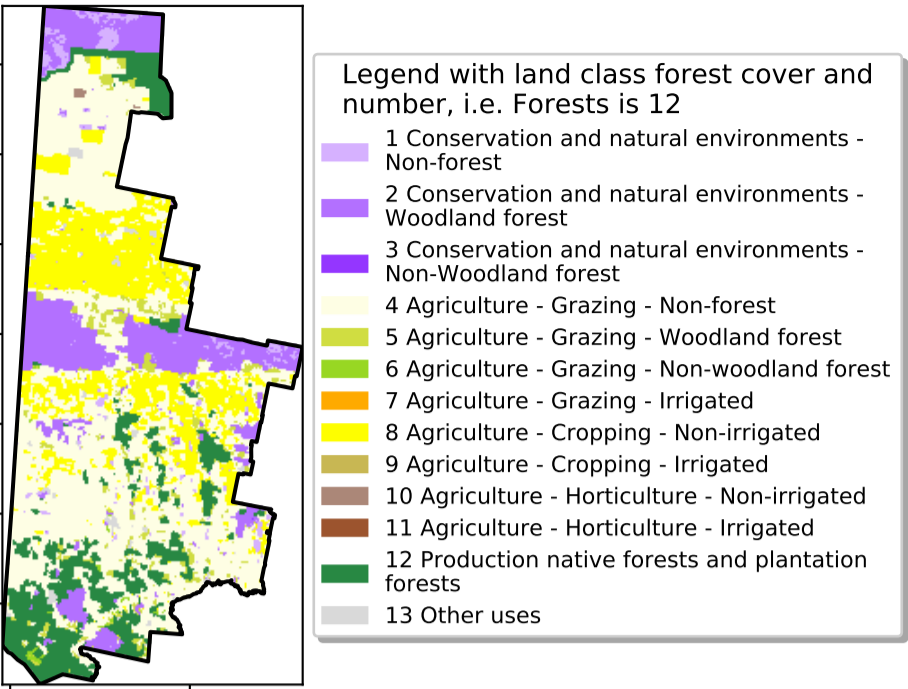 Legend with land class forest cover and
number, i.e. Forests is 12
1 Conservation and natural environments -
Non-forest
2 Conservation and natural environments -
Woodland forest
3 Conservation and natural environments -
Non-Woodland forest
4 Agriculture - Grazing - Non-forest
5 Agriculture - Grazing - Woodland forest
6 Agriculture - Grazing - Non-woodland forest
7 Agriculture - Grazing - Irrigated
8 Agriculture - Cropping - Non-irrigated
9 Agriculture - Cropping - Irrigated
10 Agriculture - Horticulture - Non-irrigated
11 Agriculture - Horticulture - Irrigated
12 Production native forests and plantation
forests
13 Other uses